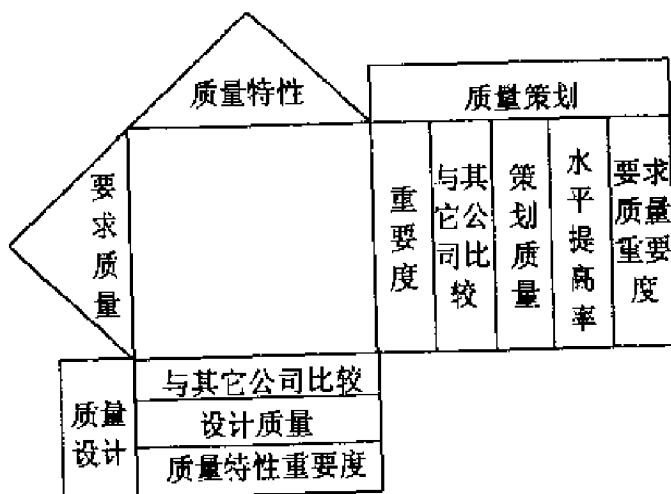 质量特性
质量策划
要求质量
重要度
与其它公司比较
策划质量
水平提高率
要求质量重要度
质量
设计
与其它公司比较
设计质量
质量特性重要度